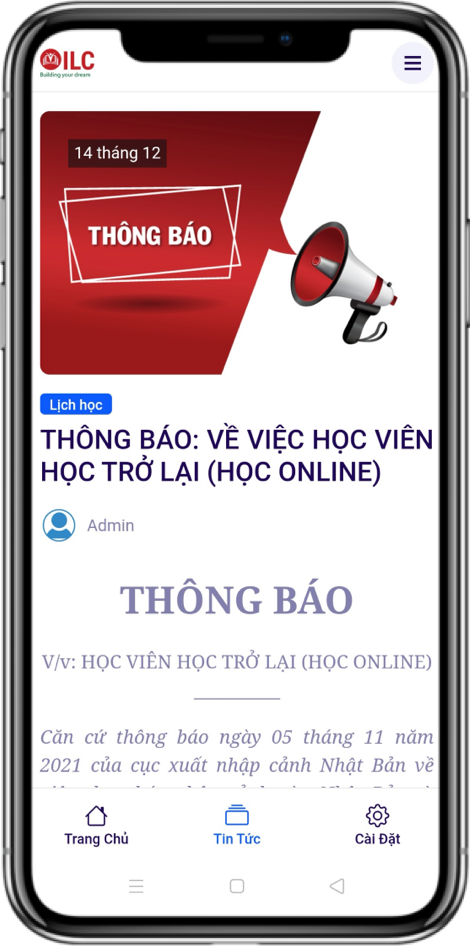 ILC
Building your dream
14 tháng 12
THÔNG BÁO
Lịch học
THÔNG BÁO: VỀ VIỆC HỌC VIÊN
HỌC TRỞ LẠI (HỌC ONLINE)
Admin
THÔNG BÁO
V/v: HỌC VIÊN HỌC TRỞ LẠI (HỌC ONLINE)
Căn cứ thông báo ngày 05 tháng 11 năm
2021 của cục xuất nhập cảnh Nhật Bản về
Trang Chủ
Tin Tức
Cài Đặt